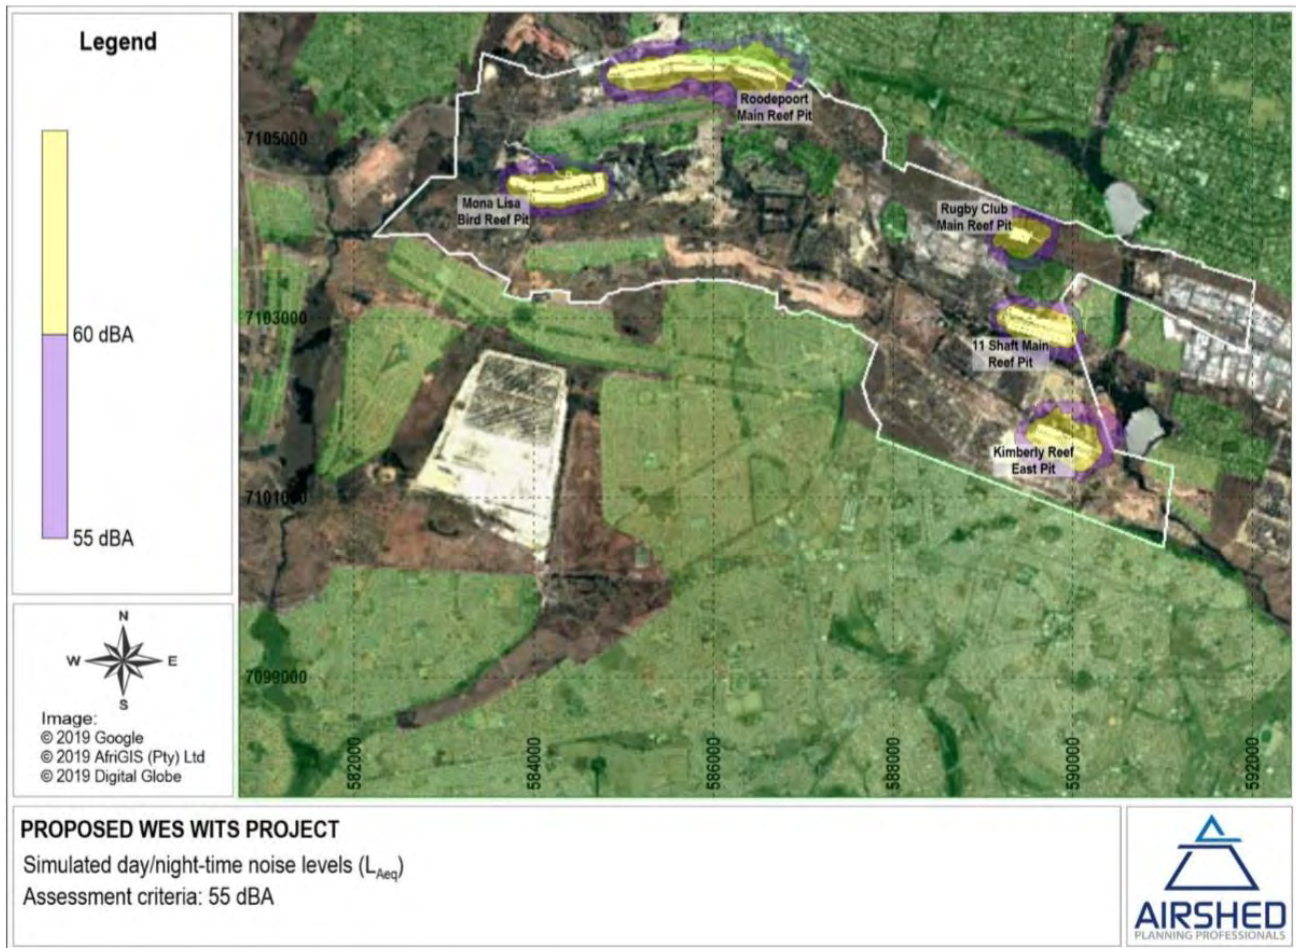 Legend
60 dBA
55 dBA
N
W
E
S
Image:
© 2019 Google
© 2019 AfriGIS (Pty) Ltd
© 2019 Digital Globe
7105000
7103000
7101000
7099000
582000
584000
586000
588000
590000
592000
Roodepoort
Main Reef Pit
Mona Lisa
Bird Reef Pit
Rugby Club
Main Reef Pit
11 Shaft Main
Reef Pit
Kimberly Reef
East Pit
PROPOSED WES WITS PROJECT
Simulated day/night-time noise levels (LAeq)
Assessment criteria: 55 dBA
AIRSHED
PLANNING PROFESSIONALS